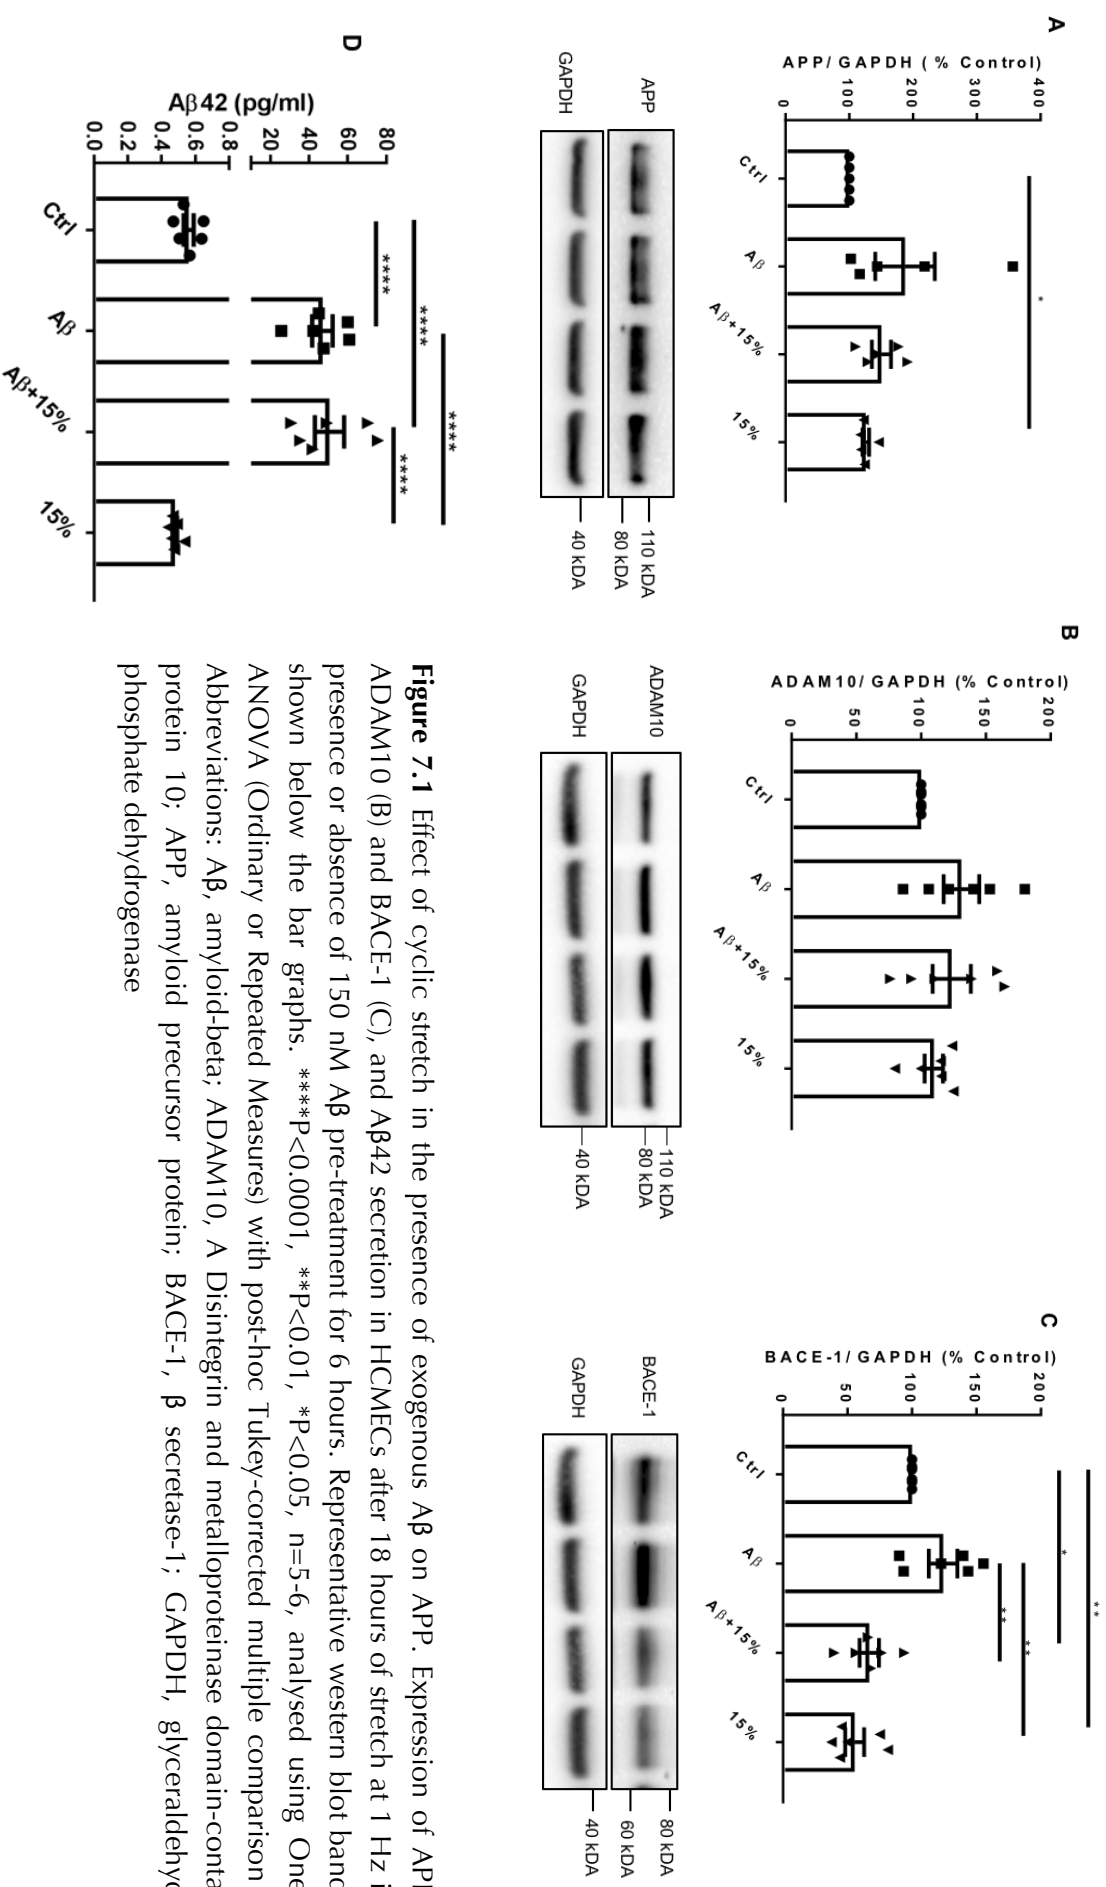 A
APP/ GAPDH ( % Control)
0
100
200
300
400
Ctrl
Aβ
Aβ+15%
15%
*
APP
GAPDH
110 kDA
80 kDA
40 kDA
B
ADAM10/ GAPDH (% Control)
0
50
100
150
200
Ctrl
Aβ
Aβ+15%
15%
ADAM10
GAPDH
110 kDA
80 kDA
40 kDA
C
BACE-1/ GAPDH (% Control)
0
50
100
150
200
Ctrl
Aβ
Aβ+15%
15%
**
*
**
**
BACE-1
GAPDH
80 kDA
60 kDA
40 kDA
D
Aβ42 (pg/ml)
0.0
0.2
0.4
0.6
0.8
20
40
60
80
Ctrl
Aβ
Aβ+15%
15%
****
****
****
****
Figure 7.1 Effect of cyclic stretch in the presence of exogenous Aβ on APP. Expression of
ADAM10 (B) and BACE-1 (C), and Aβ42 secretion in HCMECs after 18 hours of stretch at 1 Hz
presence or absence of 150 nM Aβ pre-treatment for 6 hours. Representative western blot
shown below the bar graphs. ****P<0.0001, **P<0.01, *P<0.05, n=5-6, analysed using
ANOVA (Ordinary or Repeated Measures) with post-hoc Tukey-corrected multiple comparison
Abbreviations: Aβ, amyloid-beta; ADAM10, A Disintegrin and metalloproteinase
protein 10; APP, amyloid precursor protein; BACE-1, β secretase-1; GAPDH,
phosphate dehydrogenase